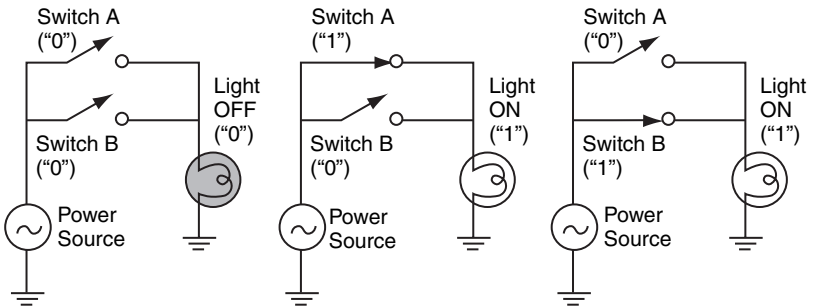 Switch A
(“0”)
Light
OFF
(“0”)
Switch B
(“0”)
Power
Source
Switch A
(“1”)
Light
ON
(“1”)
Switch B
(“0”)
Power
Source
Switch A
(“0”)
Light
ON
(“1”)
Switch B
(“1”)
Power
Source